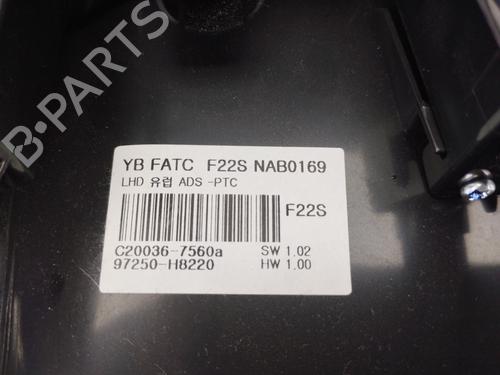 B-PARTS
YB FATC F22S NAB0169
LHD 유럽 ADS -PTC
F22S
C20036-7560a SW 1.02
97250-H8220 HW 1.00